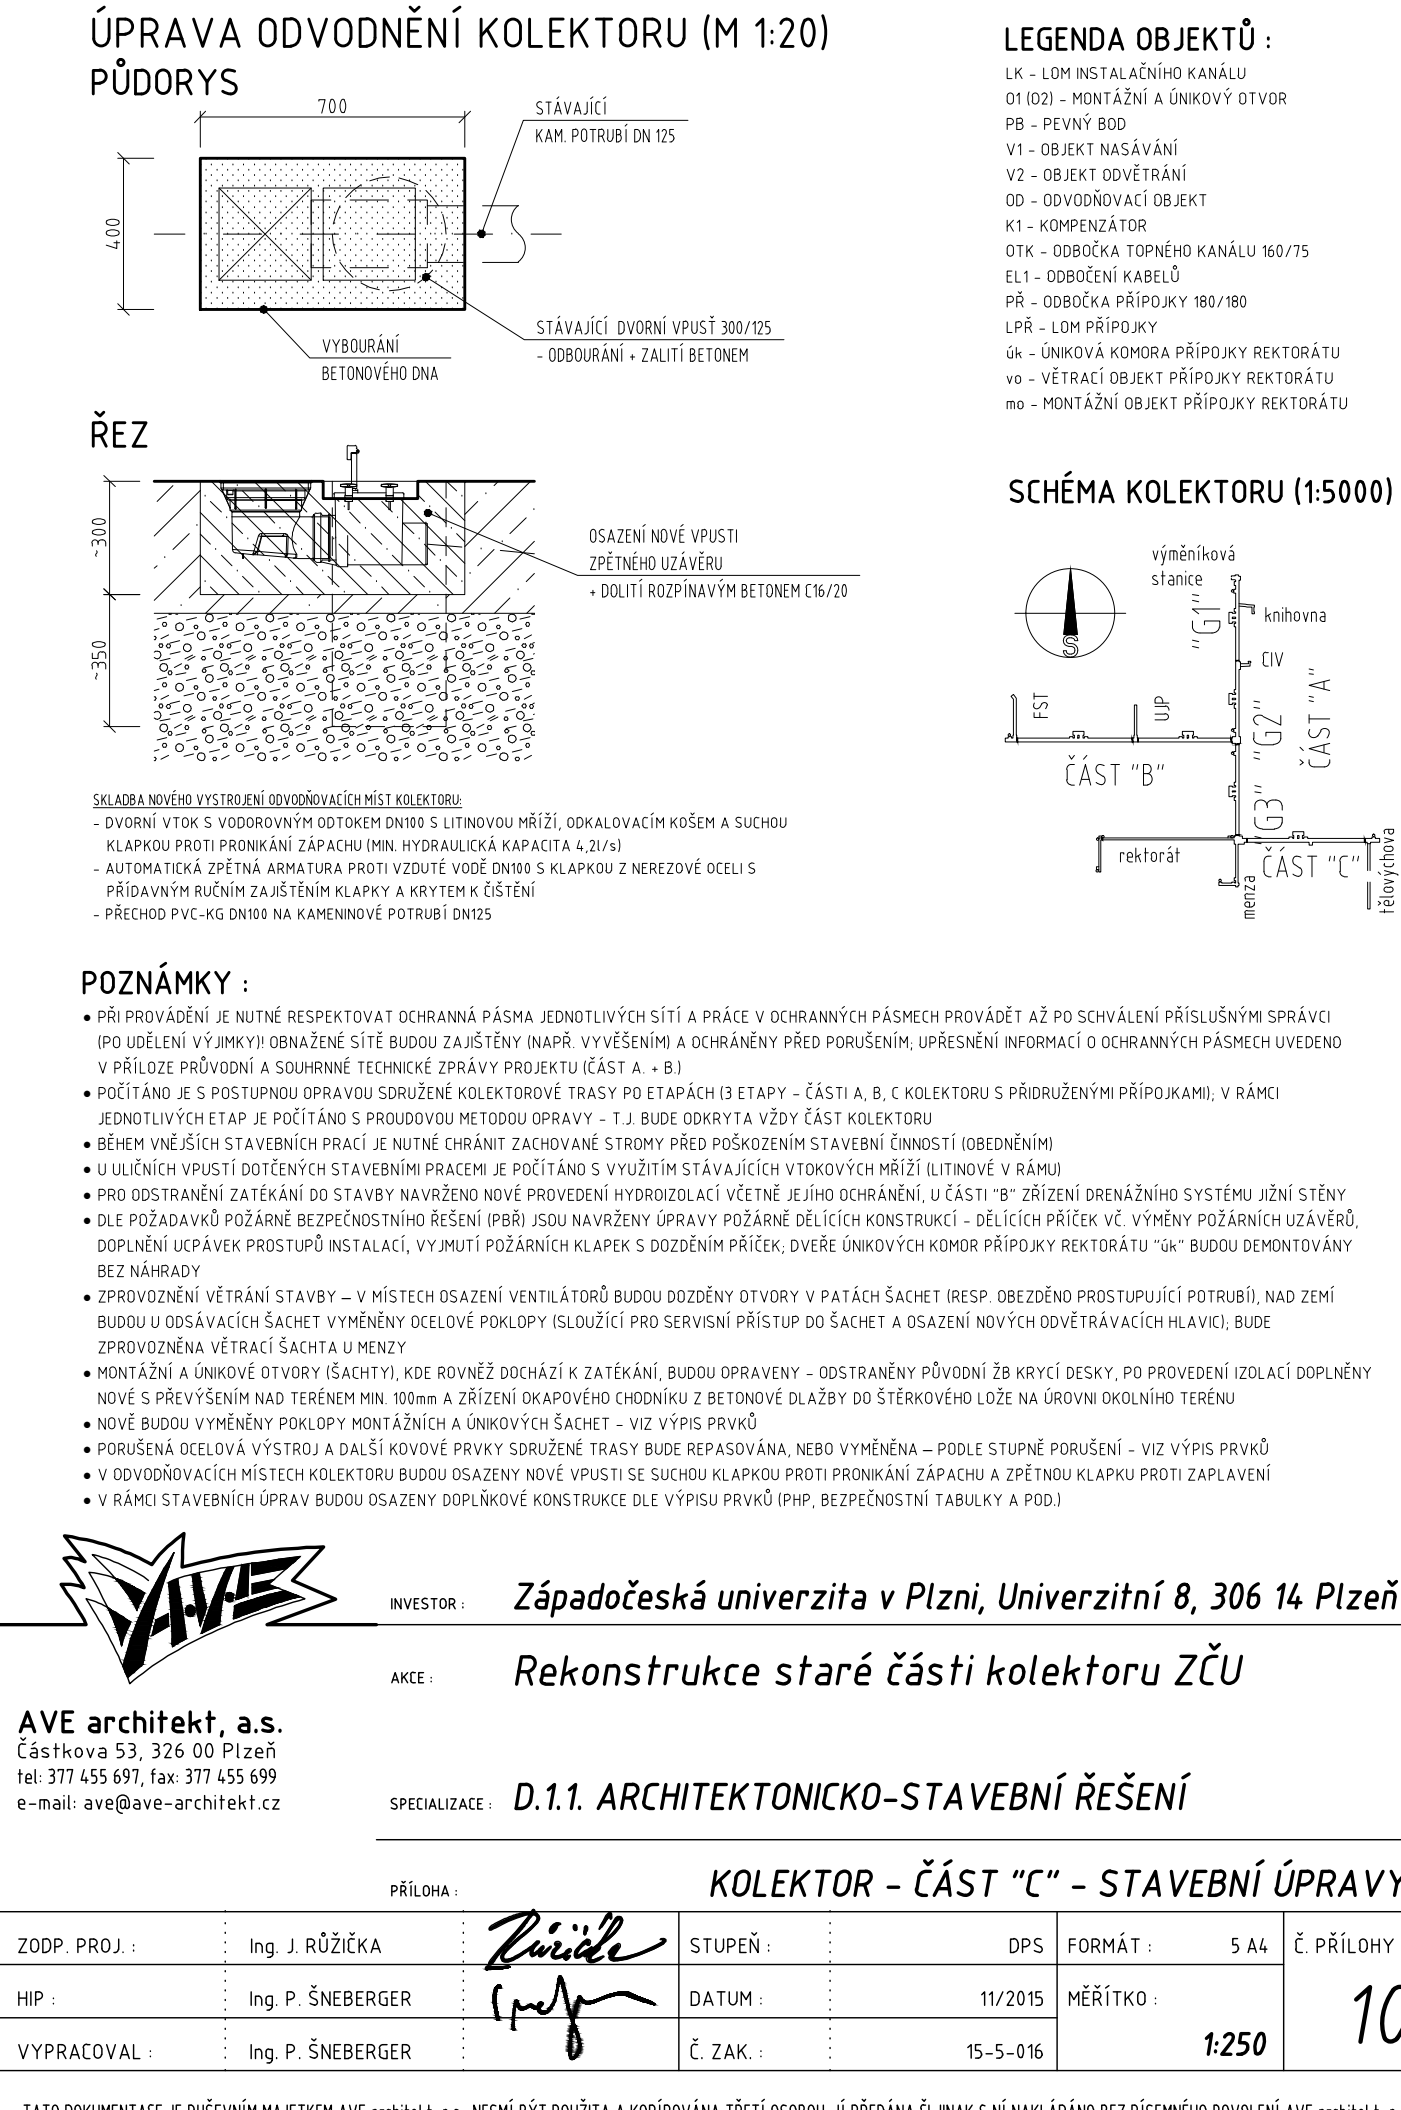 ÚPRAVA ODVODNĚNÍ KOLEKTORU (M 1:20)
PŮDORYS
700
400
STÁVAJÍCÍ
KAM. POTRUBÍ DN 125
STÁVAJÍCÍ DVORNÍ VPUSŤ 300/125
- ODBOURÁNÍ + ZALITÍ BETONEM
VYBOURÁNÍ
BETONOVÉHO DNA
ŘEZ
~300
~350
OSAZENÍ NOVÉ VPUSTI
ZPĚTNÉHO UZÁVĚRU
+ DOLITÍ ROZPÍNAVÝM BETONEM C16/20
SKLADBA NOVÉHO VYSTROJENÍ ODVODŇOVACÍCH MÍST KOLEKTORU:
- DVORNÍ VTOK S VODOROVNÝM ODTOKEM DN100 S LITINOVOU MŘÍŽÍ, ODKALOVACÍM KOŠEM A SUCHOU
KLAPKOU PROTI PRONIKÁNÍ ZÁPACHU (MIN. HYDRAULICKÁ KAPACITA 4,2l/s)
- AUTOMATICKÁ ZPĚTNÁ ARMATURA PROTI VZDUTÉ VODĚ DN100 S KLAPKOU Z NEREZOVÉ OCELI S
PŘÍDAVNÝM RUČNÍM ZAJIŠTĚNÍM KLAPKY A KRYTEM K ČIŠTĚNÍ
- PŘECHOD PVC-KG DN100 NA KAMENINOVÉ POTRUBÍ DN125
LEGENDA OBJEKTŮ :
LK - LOM INSTALAČNÍHO KANÁLU
O1 (O2) - MONTÁŽNÍ A ÚNIKOVÝ OTVOR
PB - PEVNÝ BOD
V1 - OBJEKT NASÁVÁNÍ
V2 - OBJEKT ODVĚTRÁNÍ
OD - ODVODŇOVACÍ OBJEKT
K1 - KOMPENZÁTOR
OTK - ODBOČKA TOPNÉHO KANÁLU 160/75
EL1 - ODBOČENÍ KABELŮ
PŘ - ODBOČKA PŘÍPOJKY 180/180
LPŘ - LOM PŘÍPOJKY
úk - ÚNIKOVÁ KOMORA PŘÍPOJKY REKTORÁTU
vo - VĚTRACÍ OBJEKT PŘÍPOJKY REKTORÁTU
mo - MONTÁŽNÍ OBJEKT PŘÍPOJKY REKTORÁTU
SCHÉMA KOLEKTORU (1:5000)
výměníková
stanice
S
"G1"
knihovna
CIV
FST
UJP
"G2"
ČÁST "A"
ČÁST "B"
"G3"
rektorát
ČÁST "C"
menza
tělovýchova
POZNÁMKY :
• PŘI PROVÁDĚNÍ JE NUTNÉ RESPEKTOVAT OCHRANNÁ PÁSMA JEDNOTLIVÝCH SÍTÍ A PRÁCE V OCHRANNÝCH PÁSMECH PROVÁDĚT AŽ PO SCHVÁLENÍ PŘÍSLUŠNÝMI SPRÁVCI
(PO UDĚLENÍ VÝJIMKY)! OBNAŽENÉ SÍTĚ BUDOU ZAJIŠTĚNY (NAPŘ. VYVĚŠENÍM) A OCHRÁNĚNY PŘED PORUŠENÍM; UPŘESNĚNÍ INFORMACÍ O OCHRANNÝCH PÁSMECH UVEDENO
V PŘÍLOZE PRŮVODNÍ A SOUHRNNÉ TECHNICKÉ ZPRÁVY PROJEKTU (ČÁST A. + B.)
• POČÍTÁNO JE S POSTUPNOU OPRAVOU SDRUŽENÉ KOLEKTOROVÉ TRASY PO ETAPÁCH (3 ETAPY - ČÁSTI A, B, C KOLEKTORU S PŘIDRUŽENÝMI PŘÍPOJKAMI); V RÁMCI
JEDNOTLIVÝCH ETAP JE POČÍTÁNO S PROUDOVOU METODOU OPRAVY - T.J. BUDE ODKRYTA VŽDY ČÁST KOLEKTORU
• BĚHEM VNĚJŠÍCH STAVEBNÍCH PRACÍ JE NUTNÉ CHRÁNIT ZACHOVANÉ STROMY PŘED POŠKOZENÍM STAVEBNÍ ČINNOSTÍ (OBEDNĚNÍM)
• U ULIČNÍCH VPUSTÍ DOTČENÝCH STAVEBNÍMI PRACEMI JE POČÍTÁNO S VYUŽITÍM STÁVAJÍCÍCH VTOKOVÝCH MŘÍŽÍ (LITINOVÉ V RÁMU)
• PRO ODSTRANĚNÍ ZATÉKÁNÍ DO STAVBY NAVRŽENO NOVÉ PROVEDENÍ HYDROIZOLACÍ VČETNĚ JEJÍHO OCHRÁNĚNÍ, U ČÁSTI "B" ZŘÍZENÍ DRENÁŽNÍHO SYSTÉMU JIŽNÍ STĚNY
• DLE POŽADAVKŮ POŽÁRNĚ BEZPEČNOSTNÍHO ŘEŠENÍ (PBŘ) JSOU NAVRŽENY ÚPRAVY POŽÁRNĚ DĚLÍCÍCH KONSTRUKCÍ - DĚLÍCÍCH PŘÍČEK VČ. VÝMĚNY POŽÁRNÍCH UZÁVĚRŮ,
DOPLNĚNÍ UCPÁVEK PROSTUPŮ INSTALACÍ, VYJMUTÍ POŽÁRNÍCH KLAPEK S DOZDĚNÍM PŘÍČEK; DVEŘE ÚNIKOVÝCH KOMOR PŘÍPOJKY REKTORÁTU "úk" BUDOU DEMONTOVÁNY
BEZ NÁHRADY
• ZPROVOZNĚNÍ VĚTRÁNÍ STAVBY – V MÍSTECH OSAZENÍ VENTILÁTORŮ BUDOU DOZDĚNY OTVORY V PATÁCH ŠACHET (RESP. OBEZDĚNO PROSTUPUJÍCÍ POTRUBÍ), NAD ZEMÍ
BUDOU U ODSÁVACÍCH ŠACHET VYMĚNĚNY OCELOVÉ POKLOPY (SLOUŽÍCÍ PRO SERVISNÍ PŘÍSTUP DO ŠACHET A OSAZENÍ NOVÝCH ODVĚTRÁVACÍCH HLAVIC); BUDE
ZPROVOZNĚNA VĚTRACÍ ŠACHTA U MENZY
• MONTÁŽNÍ A ÚNIKOVÉ OTVORY (ŠACHTY), KDE ROVNĚŽ DOCHÁZÍ K ZATÉKÁNÍ, BUDOU OPRAVENY - ODSTRANĚNY PŮVODNÍ ŽB KRYCÍ DESKY, PO PROVEDENÍ IZOLACÍ DOPLNĚNY
NOVÉ S PŘEVÝŠENÍM NAD TERÉNEM MIN. 100mm A ZŘÍZENÍ OKAPOVÉHO CHODNÍKU Z BETONOVÉ DLAŽBY DO ŠTĚRKOVÉHO LOŽE NA ÚROVNI OKOLNÍHO TERÉNU
• NOVĚ BUDOU VYMĚNĚNY POKLOPY MONTÁŽNÍCH A ÚNIKOVÝCH ŠACHET - VIZ VÝPIS PRVKŮ
• PORUŠENÁ OCELOVÁ VÝSTROJ A DALŠÍ KOVOVÉ PRVKY SDRUŽENÉ TRASY BUDE REPASOVÁNA, NEBO VYMĚNĚNA – PODLE STUPNĚ PORUŠENÍ - VIZ VÝPIS PRVKŮ
• V ODVODŇOVACÍCH MÍSTECH KOLEKTORU BUDOU OSAZENY NOVÉ VPUSTI SE SUCHOU KLAPKOU PROTI PRONIKÁNÍ ZÁPACHU A ZPĚTNOU KLAPKU PROTI ZAPLAVENÍ
• V RÁMCI STAVEBNÍCH ÚPRAV BUDOU OSAZENY DOPLŇKOVÉ KONSTRUKCE DLE VÝPISU PRVKŮ (PHP, BEZPEČNOSTNÍ TABULKY A POD.)
A.V.E
INVESTOR : Západočeská univerzita v Plzni, Univerzitní 8, 306 14 Plzeň
AKCE : Rekonstrukce staré části kolektoru ZČU
AVE architekt, a.s.
Částkova 53, 326 00 Plzeň
tel: 377 455 697, fax: 377 455 699
e-mail: ave@ave-architekt.cz
SPECIALIZACE : D.1.1. ARCHITEKTONICKO-STAVEBNÍ ŘEŠENÍ
PŘÍLOHA : KOLEKTOR - ČÁST "C" - STAVEBNÍ ÚPRAVY
ZODP. PROJ. : Ing. J. RŮŽIČKA Růžička STUPEŇ : DPS FORMÁT : 5 A4 Č. PŘÍLOHY
HIP : Ing. P. ŠNEBERGER DATUM : 11/2015 MĚŘÍTKO : 10
VYPRACOVAL : Ing. P. ŠNEBERGER Č. ZAK. : 15-5-016 1:250